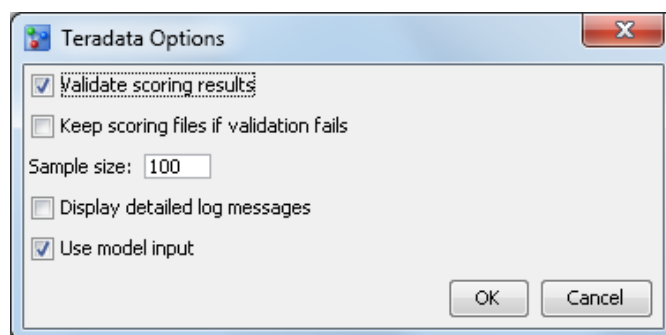 Teradata Options
Validate scoring results
Keep scoring files if validation fails
Sample size: 100
Display detailed log messages
Use model input
OK Cancel